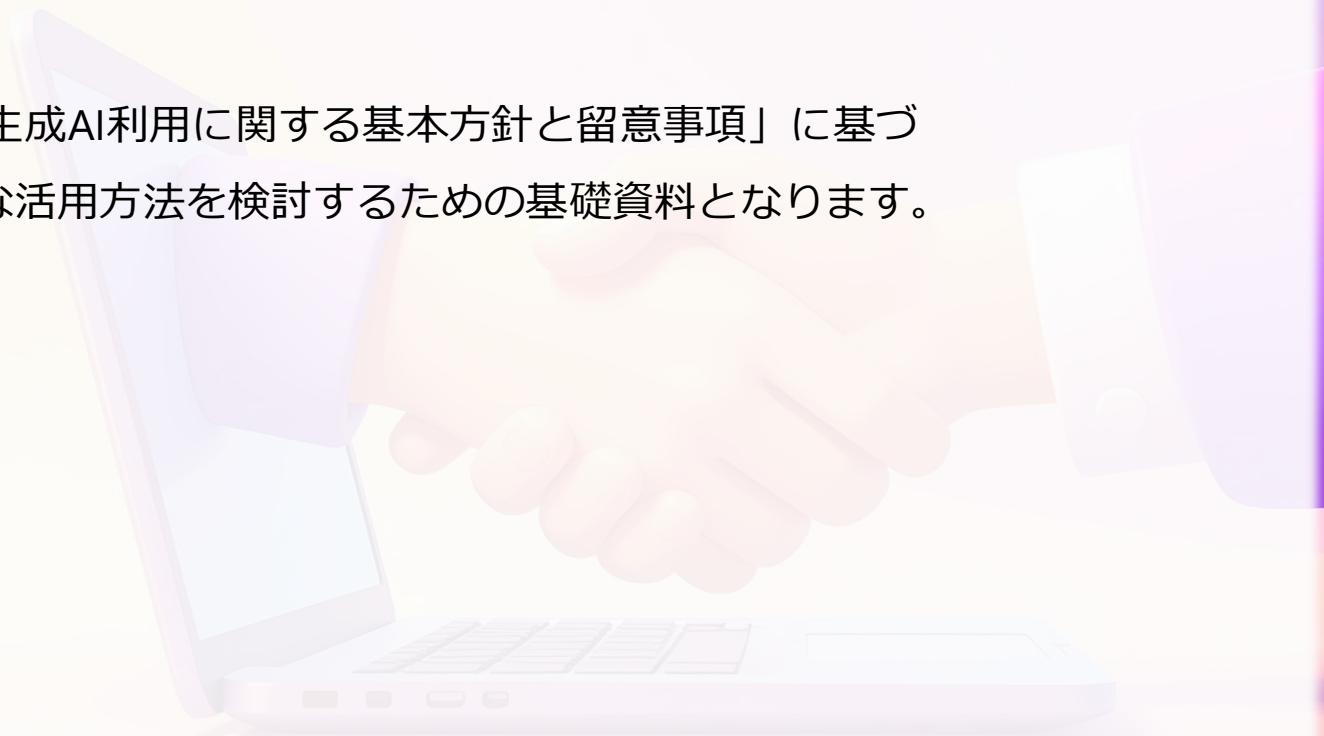 生成AI利用に関する基本方針と留意事項」に基づ
な活用方法を検討するための基礎資料となります。